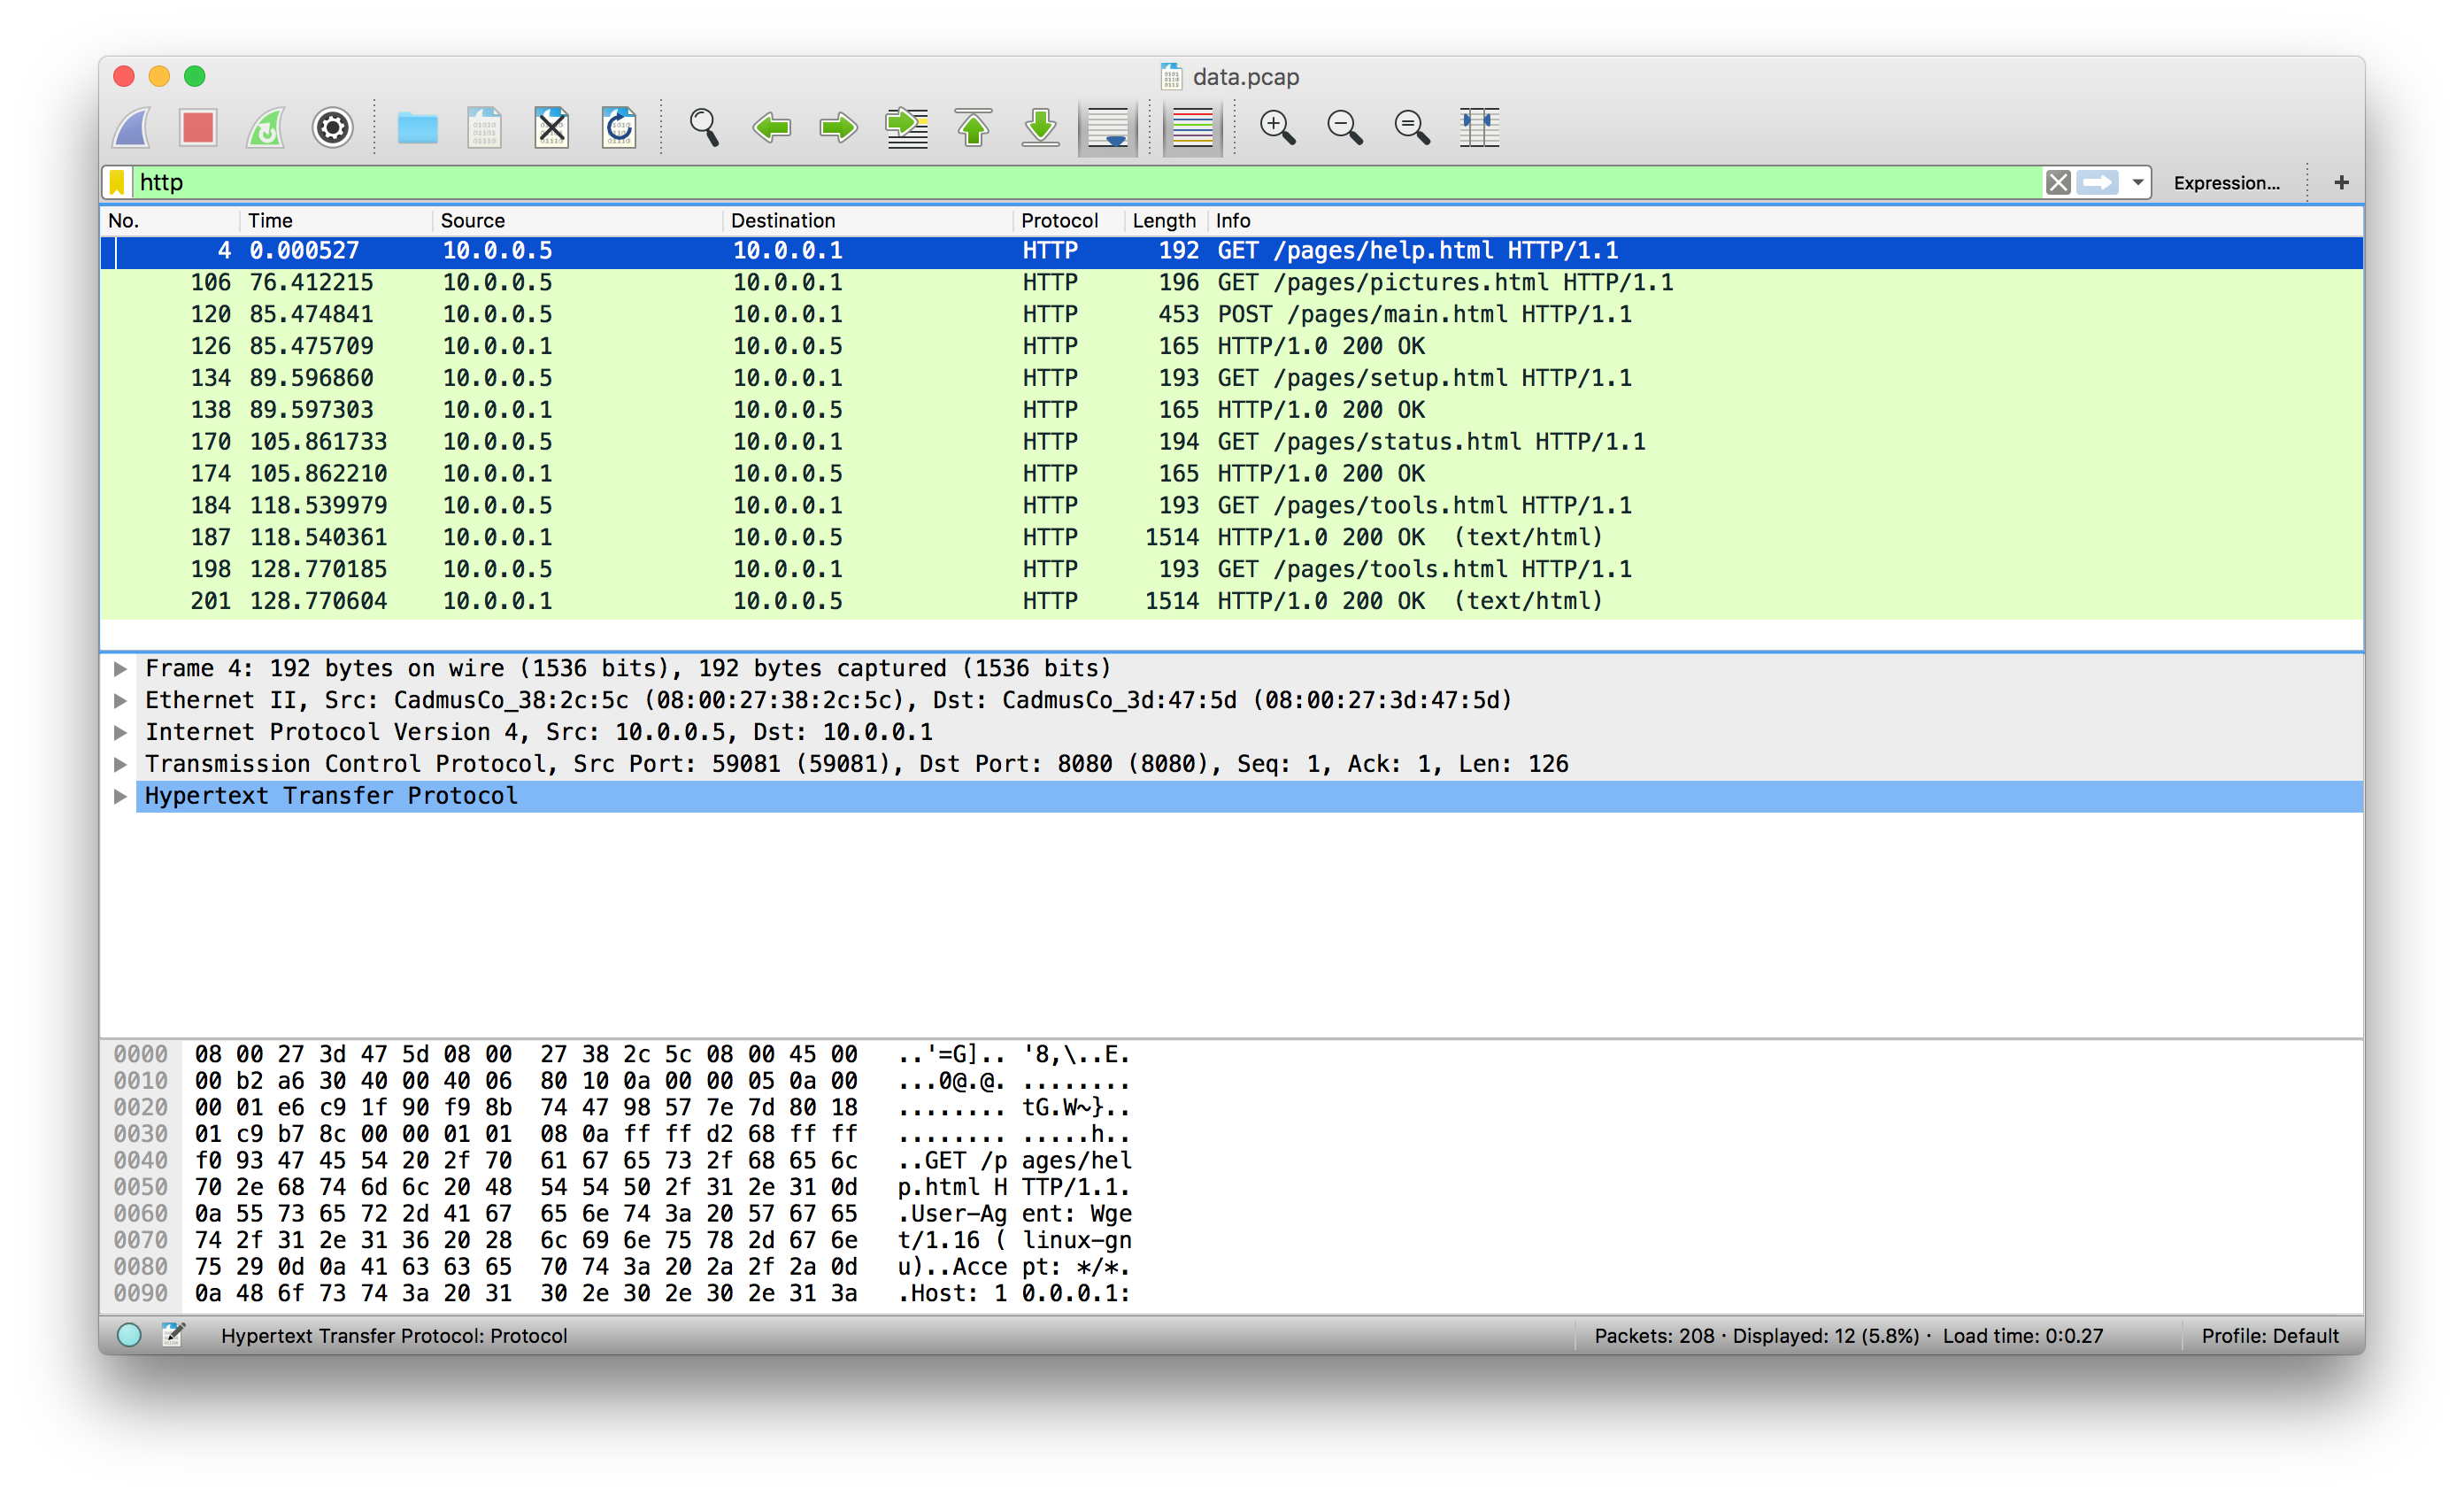 data.pcap
http
Expression...
+
No. Time Source Destination Protocol Length Info
4 0.000527 10.0.0.5 10.0.0.1 HTTP 192 GET /pages/help.html HTTP/1.1
106 76.412215 10.0.0.5 10.0.0.1 HTTP 196 GET /pages/pictures.html HTTP/1.1
120 85.474841 10.0.0.5 10.0.0.1 HTTP 453 POST /pages/main.html HTTP/1.1
126 85.475709 10.0.0.1 10.0.0.5 HTTP 165 HTTP/1.0 200 OK
134 89.596860 10.0.0.5 10.0.0.1 HTTP 193 GET /pages/setup.html HTTP/1.1
138 89.597303 10.0.0.1 10.0.0.5 HTTP 165 HTTP/1.0 200 OK
170 105.861733 10.0.0.5 10.0.0.1 HTTP 194 GET /pages/status.html HTTP/1.1
174 105.862210 10.0.0.1 10.0.0.5 HTTP 165 HTTP/1.0 200 OK
184 118.539979 10.0.0.5 10.0.0.1 HTTP 193 GET /pages/tools.html HTTP/1.1
187 118.540361 10.0.0.1 10.0.0.5 HTTP 1514 HTTP/1.0 200 OK (text/html)
198 128.770185 10.0.0.5 10.0.0.1 HTTP 193 GET /pages/tools.html HTTP/1.1
201 128.770604 10.0.0.1 10.0.0.5 HTTP 1514 HTTP/1.0 200 OK (text/html)
Frame 4: 192 bytes on wire (1536 bits), 192 bytes captured (1536 bits)
Ethernet II, Src: CadmusCo_38:2c:5c (08:00:27:38:2c:5c), Dst: CadmusCo_3d:47:5d (08:00:27:3d:47:5d)
Internet Protocol Version 4, Src: 10.0.0.5, Dst: 10.0.0.1
Transmission Control Protocol, Src Port: 59081 (59081), Dst Port: 8080 (8080), Seq: 1, Ack: 1, Len: 126
Hypertext Transfer Protocol
0000 08 00 27 3d 47 5d 08 00 27 38 2c 5c 08 00 45 00 ..'=G].. '8,\..E.
0010 00 b2 a6 30 40 00 40 06 80 10 0a 00 00 05 0a 00 ...0@.@. ........
0020 00 01 e6 c9 1f 90 f9 8b 74 47 98 57 7e 7d 80 18 ........ tG.W~}..
0030 01 c9 b7 8c 00 00 01 01 08 0a ff ff d2 68 ff ff ........ .....h..
0040 f0 93 47 45 54 20 2f 70 61 67 65 73 2f 68 65 6c ..GET /p ages/hel
0050 70 2e 68 74 6d 6c 20 48 54 54 50 2f 31 2e 31 0d p.html H TTP/1.1.
0060 0a 55 73 65 72 2d 41 67 65 6e 74 3a 20 57 67 65 .User-Ag ent: Wge
0070 74 2f 31 2e 31 36 20 28 6c 69 6e 75 78 2d 67 6e t/1.16 ( linux-gn
0080 75 29 0d 0a 41 63 63 65 70 74 3a 20 2a 2f 2a 0d u)..Acce pt: */*.
0090 0a 48 6f 73 74 3a 20 31 30 2e 30 2e 30 2e 31 3a .Host: 1 0.0.0.1:
Hypertext Transfer Protocol: Protocol
Packets: 208 · Displayed: 12 (5.8%) · Load time: 0:0.27
Profile: Default